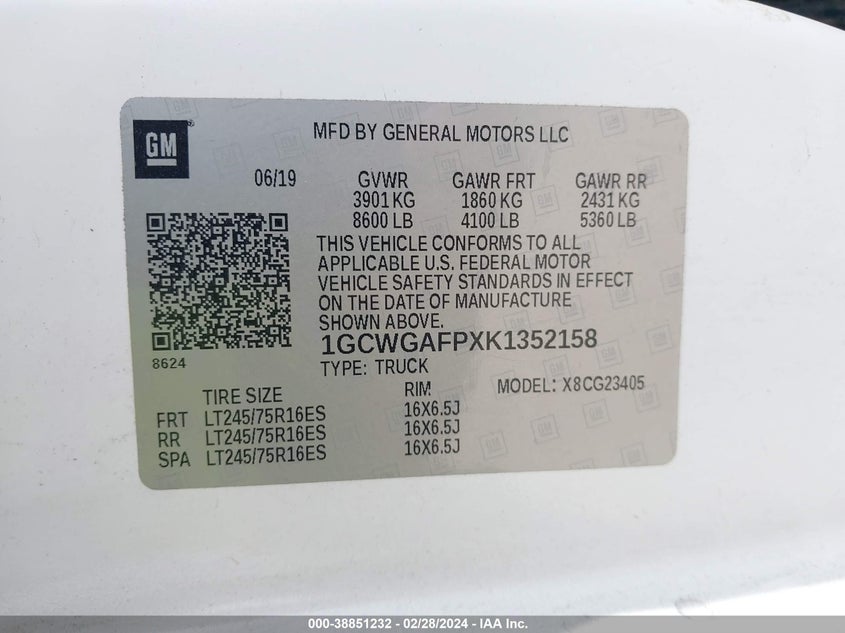 GM
MFD BY GENERAL MOTORS LLC
06/19 GVWR GAWR FRT GAWR RR
3901 KG 1860 KG 2431 KG
8600 LB 4100 LB 5360 LB
THIS VEHICLE CONFORMS TO ALL
APPLICABLE U.S. FEDERAL MOTOR
VEHICLE SAFETY STANDARDS IN EFFECT
ON THE DATE OF MANUFACTURE
SHOWN ABOVE.
1GCWGAFPXK1352158
8624
TYPE: TRUCK
TIRE SIZE RIM MODEL: X8CG23405
FRT LT245/75R16ES 16X6.5J
RR LT245/75R16ES 16X6.5J
SPA LT245/75R16ES 16X6.5J
000-38851232 - 02/28/2024 - IAA Inc.